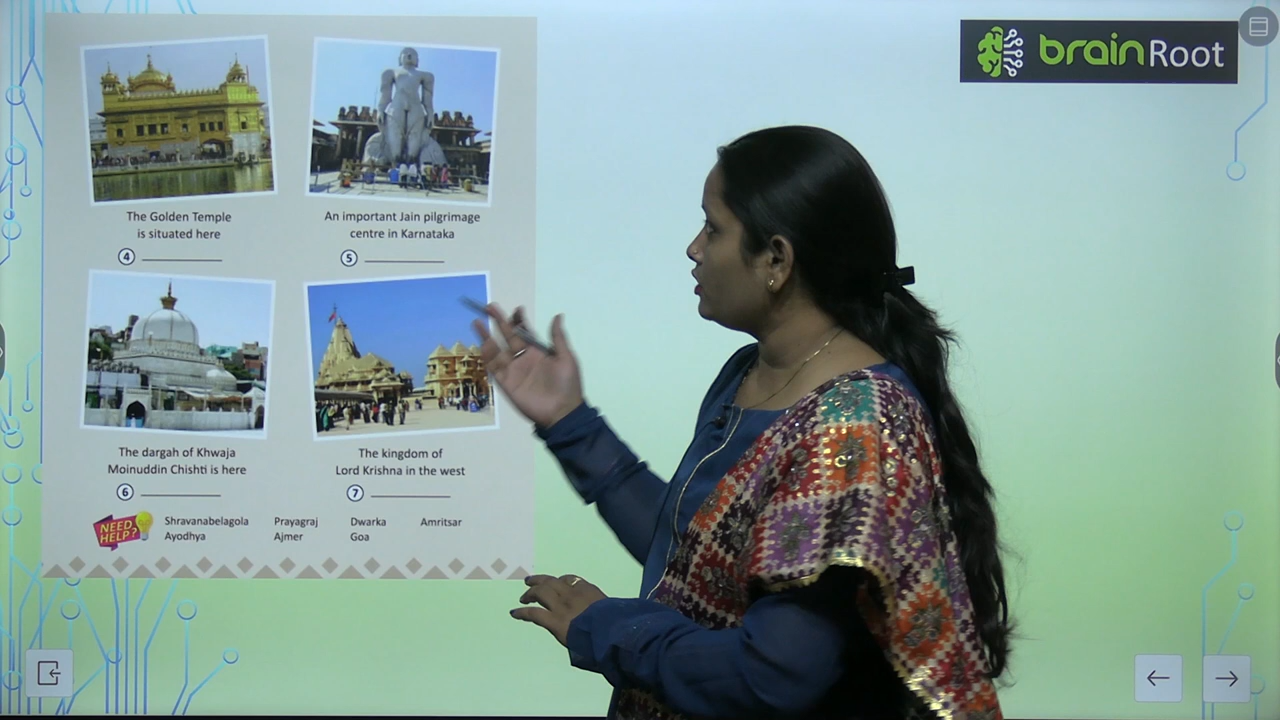 brainRoot
The Golden Temple
is situated here
4
An important Jain pilgrimage
centre in Karnataka
5
The dargah of Khwaja
Moinuddin Chishti is here
6
The kingdom of
Lord Krishna in the west
7
NEED
HELP?
Shravanabelagola Prayagraj Dwarka Amritsar
Ayodhya Ajmer Goa